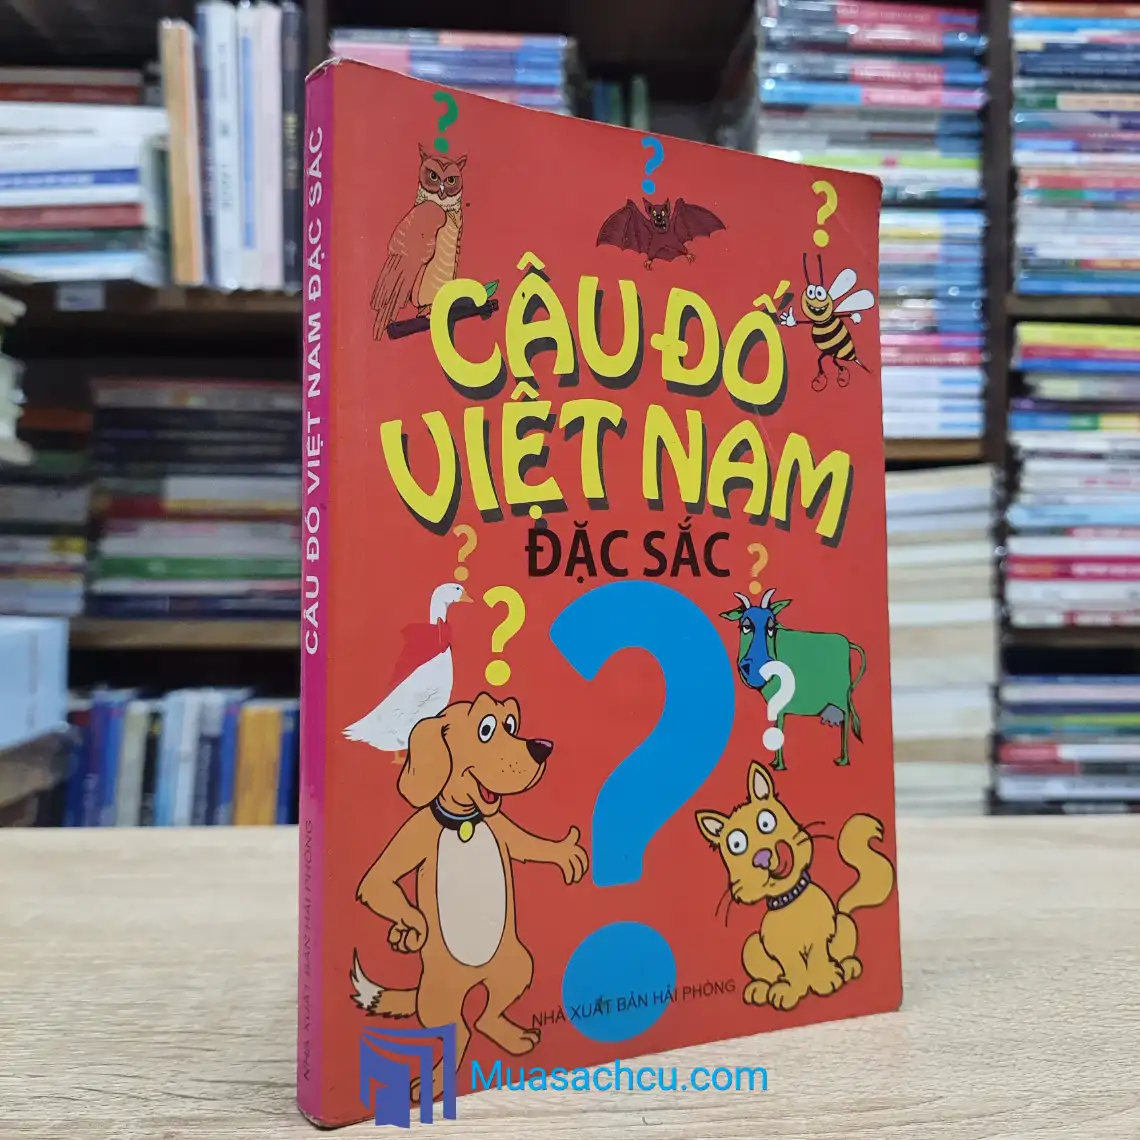 CÂU ĐỐ VIỆT NAM ĐẶC SẮC
NHÀ XUẤT BẢN HẢI PHÒNG
?
?
?
CÂU ĐỐ
VIỆT NAM
ĐẶC SẮC
?
?
?
?
?
NHÀ XUẤT BẢN HẢI PHÒNG
Muasachcu.com